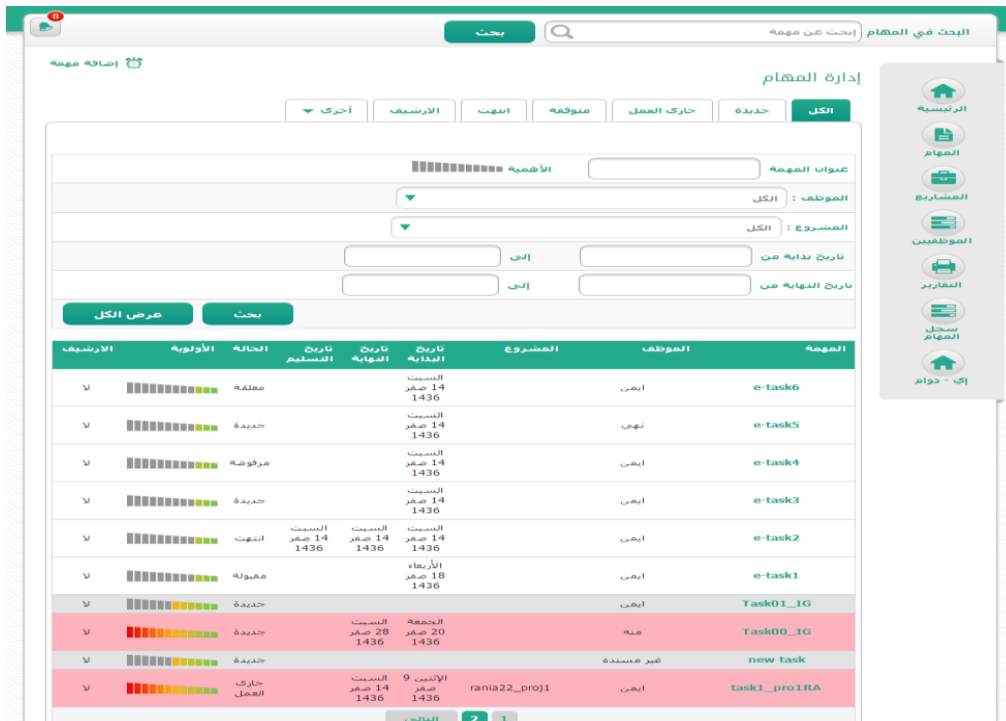 8
البحث في المهام إبحث عن مهمة بحث
إضافة مهمة
إدارة المهام
الكل جديدة جارى العمل متوقفة انتهت الارشيف أخرى
عنوان المهمة الأهمية
الموظف : الكل
المشروع : الكل
تاريخ بداية من إلى
تاريخ النهاية من إلى
بحث عرض الكل
الرئيسية
المهام
المشاريع
الموظفيين
التقارير
سجل
المهام
إي - دوام
المهمة الموظف المشروع تاريخ البداية تاريخ النهاية تاريخ التسليم الحالة الأولوية الارشيف
e-task6 ايمن السبت 14 صفر 1436 معلقة لا
e-task5 نهى السبت 14 صفر 1436 جديدة لا
e-task4 ايمن السبت 14 صفر 1436 مرفوضة لا
e-task3 ايمن السبت 14 صفر 1436 جديدة لا
e-task2 ايمن السبت 14 صفر 1436 السبت 14 صفر 1436 السبت 14 صفر 1436 انتهت لا
e-task1 ايمن الأربعاء 18 صفر 1436 مقبولة لا
Task01_IG ايمن جديدة لا
Task00_IG منه الجمعة 20 صفر 1436 السبت 28 صفر 1436 جديدة لا
new task غير مسنده جديدة لا
task1_pro1RA ايمن rania22_proj1 الإثنين 9 صفر 1436 السبت 14 صفر 1436 جارى العمل لا
1 2 التالى